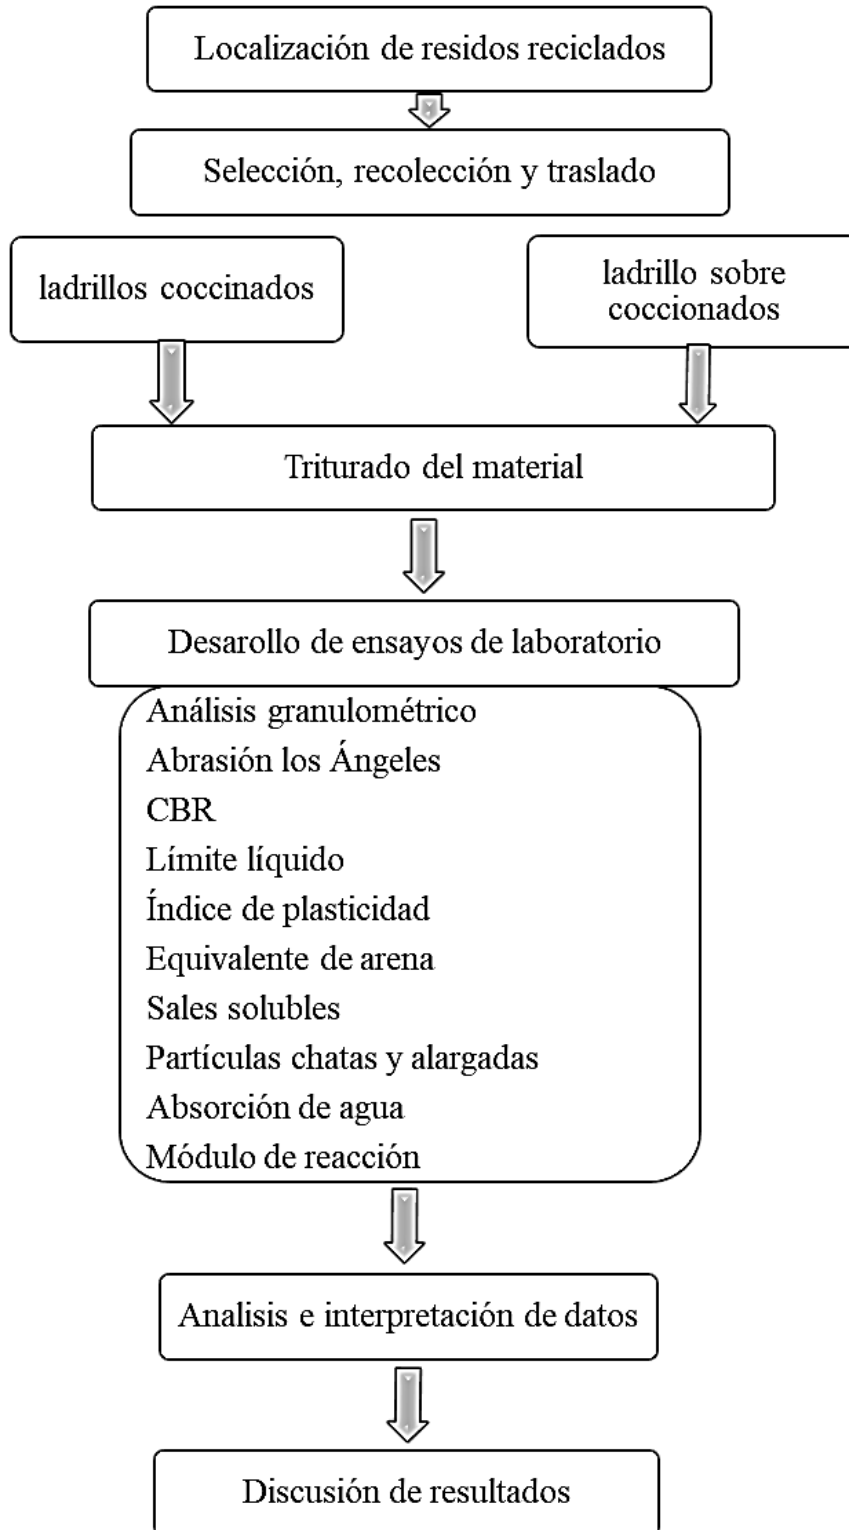 Localización de residos reciclados
Selección, recolección y traslado
ladrillos coccinados
ladrillo sobre
coccionados
Triturado del material
Desarollo de ensayos de laboratorio
Análisis granulométrico
Abrasión los Ángeles
CBR
Límite líquido
Índice de plasticidad
Equivalente de arena
Sales solubles
Partículas chatas y alargadas
Absorción de agua
Módulo de reacción
Analisis e interpretación de datos
Discusión de resultados